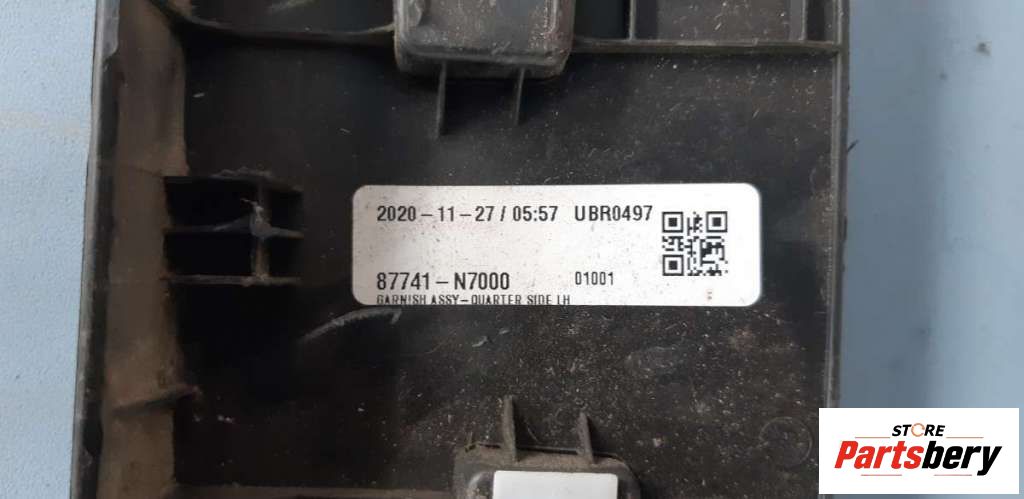 2020-11-27 / 05:57 UBR0497
87741-N7000 01001
GARNISH ASSY-QUARTER SIDE LH
STORE
Partsbery